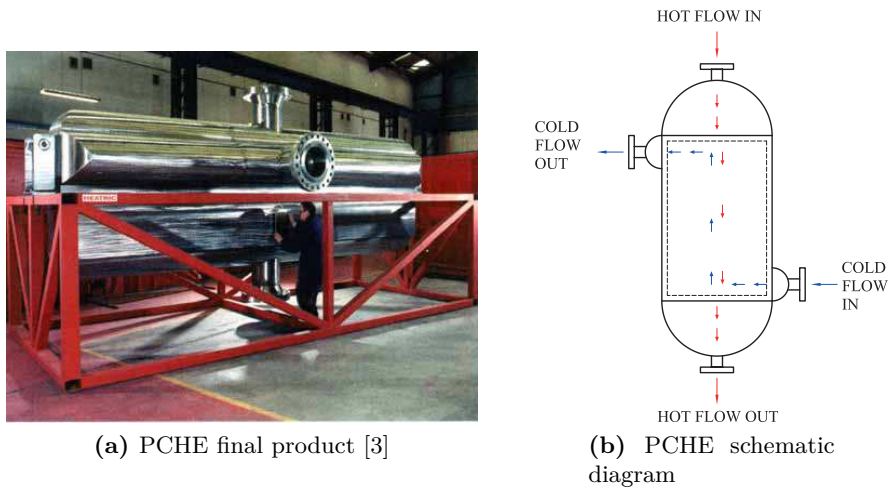 HOT FLOW IN
COLD
FLOW
OUT
COLD
FLOW
IN
HOT FLOW OUT
HEATRIC
(a) PCHE final product [3]
(b) PCHE schematic
diagram